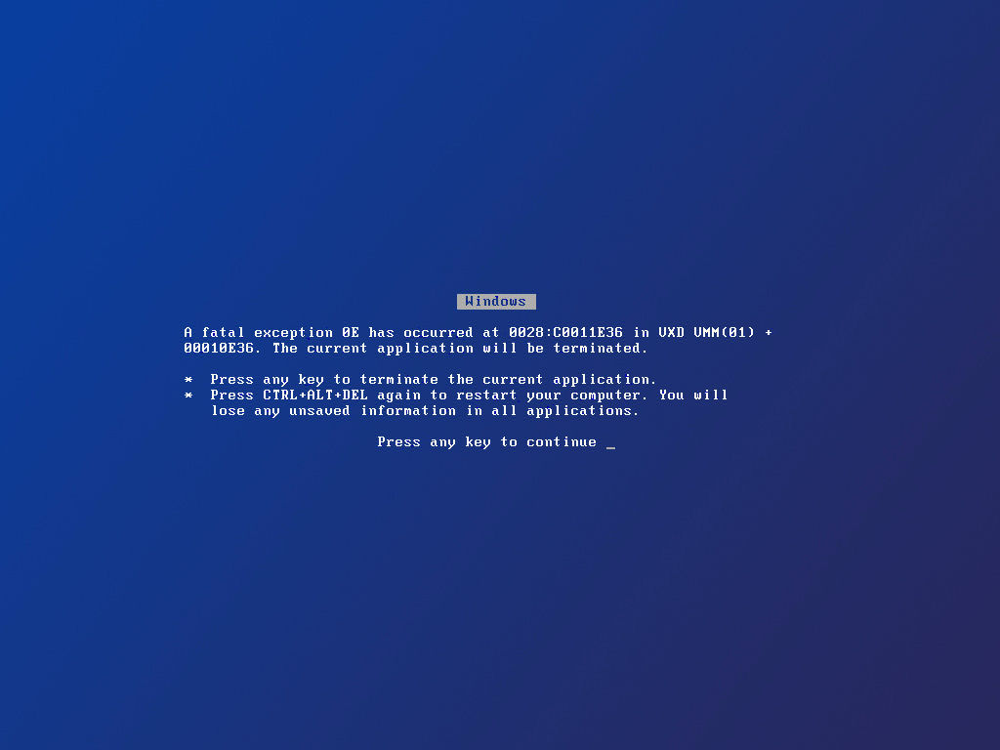 Windows
A fatal exception 0E has occurred at 0028:C0011E36 in VXD VMM(01) +
00010E36. The current application will be terminated.
*  Press any key to terminate the current application.
*  Press CTRL+ALT+DEL again to restart your computer. You will
   lose any unsaved information in all applications.
Press any key to continue _